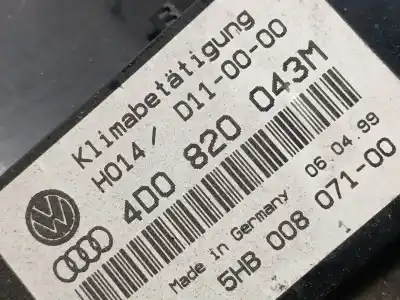 Klimabetätigung
H014/ D11-00-00
4D0 820 043M
Made in Germany 06.04.99
5HB 008 071-00